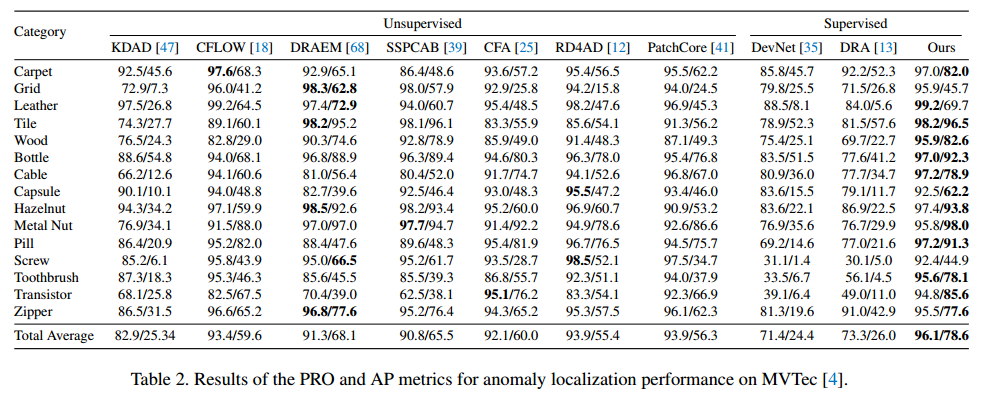 Category Unsupervised Supervised
KDAD [47] CFLOW [18] DRAEM [68] SSPCAB [39] CFA [25] RD4AD [12] PatchCore [41] DevNet [35] DRA [13] Ours
Carpet 92.5/45.6 97.6/68.3 92.9/65.1 86.4/48.6 93.6/57.2 95.4/56.5 95.5/62.2 85.8/45.7 92.2/52.3 97.0/82.0
Grid 72.9/7.3 96.0/41.2 98.3/62.8 98.0/57.9 92.9/25.8 94.2/15.8 94.0/24.5 79.8/25.5 71.5/26.8 95.9/45.7
Leather 97.5/26.8 99.2/64.5 97.4/72.9 94.0/60.7 95.4/48.5 98.2/47.6 96.9/45.3 88.5/8.1 84.0/5.6 99.2/69.7
Tile 74.3/27.7 89.1/60.1 98.2/95.2 98.1/96.1 83.3/55.9 85.6/54.1 91.3/56.2 78.9/52.3 81.5/57.6 98.2/96.5
Wood 76.5/24.3 82.8/29.0 90.3/74.6 92.8/78.9 85.9/49.0 91.4/48.3 87.1/49.3 75.4/25.1 69.7/22.7 95.9/82.6
Bottle 88.6/54.8 94.0/68.1 96.8/88.9 96.3/89.4 94.6/80.3 96.3/78.0 95.4/76.8 83.5/51.5 77.6/41.2 97.0/92.3
Cable 66.2/12.6 94.1/60.6 81.0/56.4 80.4/52.0 91.7/74.7 94.1/52.6 96.8/67.0 80.9/36.0 77.7/34.7 97.2/78.9
Capsule 90.1/10.1 94.0/48.8 82.7/39.6 92.5/46.4 93.0/48.3 95.5/47.2 93.4/46.0 83.6/15.5 79.1/11.7 92.5/62.2
Hazelnut 94.3/34.2 97.1/59.9 98.5/92.6 98.2/93.4 95.2/60.0 96.9/60.7 90.9/53.2 83.6/22.1 86.9/22.5 97.4/93.8
Metal Nut 76.9/34.1 91.5/88.0 97.0/97.0 97.7/94.7 91.4/92.2 94.9/78.6 92.6/86.6 76.9/35.6 76.7/29.9 95.8/98.0
Pill 86.4/20.9 95.2/82.0 88.4/47.6 89.6/48.3 95.4/81.9 96.7/76.5 94.5/75.7 69.2/14.6 77.0/21.6 97.2/91.3
Screw 85.2/6.1 95.8/43.9 95.0/66.5 95.2/61.7 93.5/28.7 98.5/52.1 97.5/34.7 31.1/1.4 30.1/5.0 92.4/44.9
Toothbrush 87.3/18.3 95.3/46.3 85.6/45.5 85.5/39.3 86.8/55.7 92.3/51.1 94.0/37.9 33.5/6.7 56.1/4.5 95.6/78.1
Transistor 68.1/25.8 82.5/67.5 70.4/39.0 62.5/38.1 95.1/76.2 83.3/54.1 92.3/66.9 39.1/6.4 49.0/11.0 94.8/85.6
Zipper 86.5/31.5 96.6/65.2 96.8/77.6 95.2/76.4 94.3/65.2 95.3/57.5 96.1/62.3 81.3/19.6 91.0/42.9 95.5/77.6
Total Average 82.9/25.34 93.4/59.6 91.3/68.1 90.8/65.5 92.1/60.0 93.9/55.4 93.9/56.3 71.4/24.4 73.3/26.0 96.1/78.6
Table 2. Results of the PRO and AP metrics for anomaly localization performance on MVTec [4].